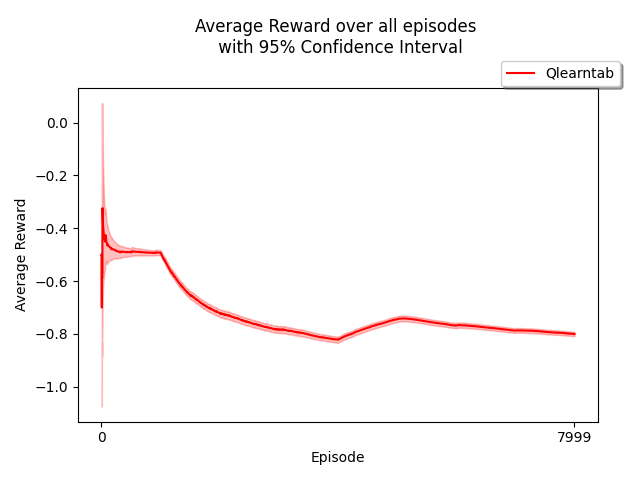 Average Reward over all episodes
with 95% Confidence Interval
Qlearntab
0.0
−0.2
−0.4
−0.6
−0.8
−1.0
Average Reward
0
7999
Episode